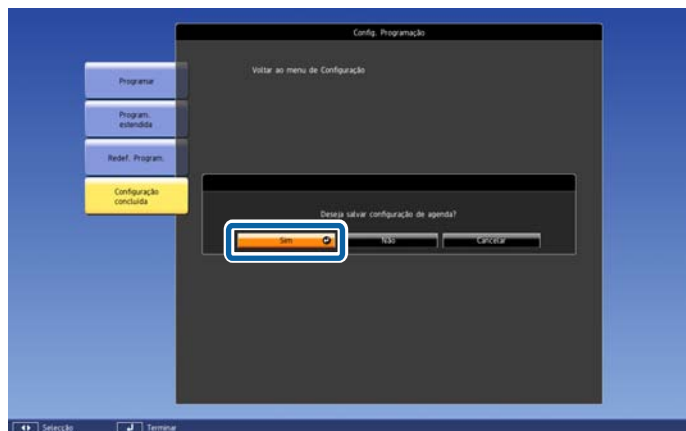 Config. Programação
Voltar ao menu de Configuração
Programar
Program.
estendida
Redef. Program.
Configuração
concluída
Deseja salvar configuração de agenda?
Sim
Não
Cancelar
Selecção
Terminar